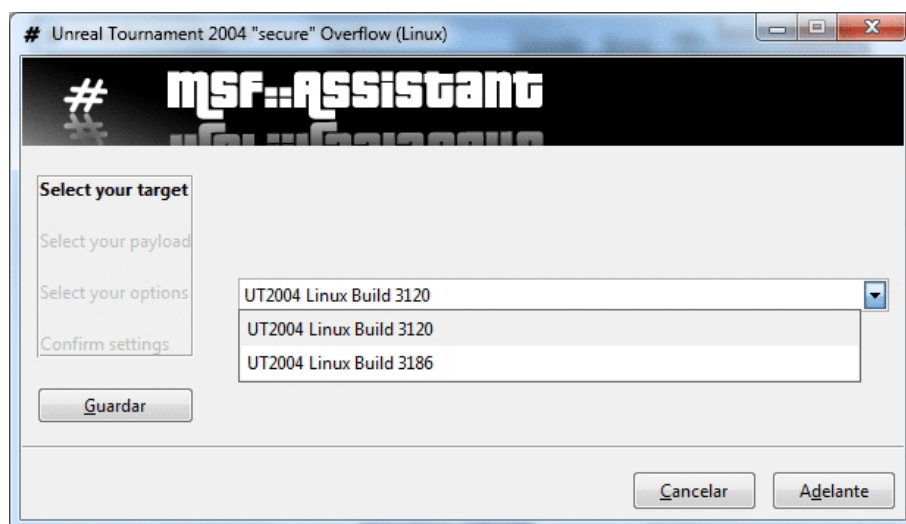 # Unreal Tournament 2004 "secure" Overflow (Linux)
# MSF::Assistant
Select your target
Select your payload
Select your options
Confirm settings
UT2004 Linux Build 3120
UT2004 Linux Build 3120
UT2004 Linux Build 3186
Guardar
Cancelar
Adelante